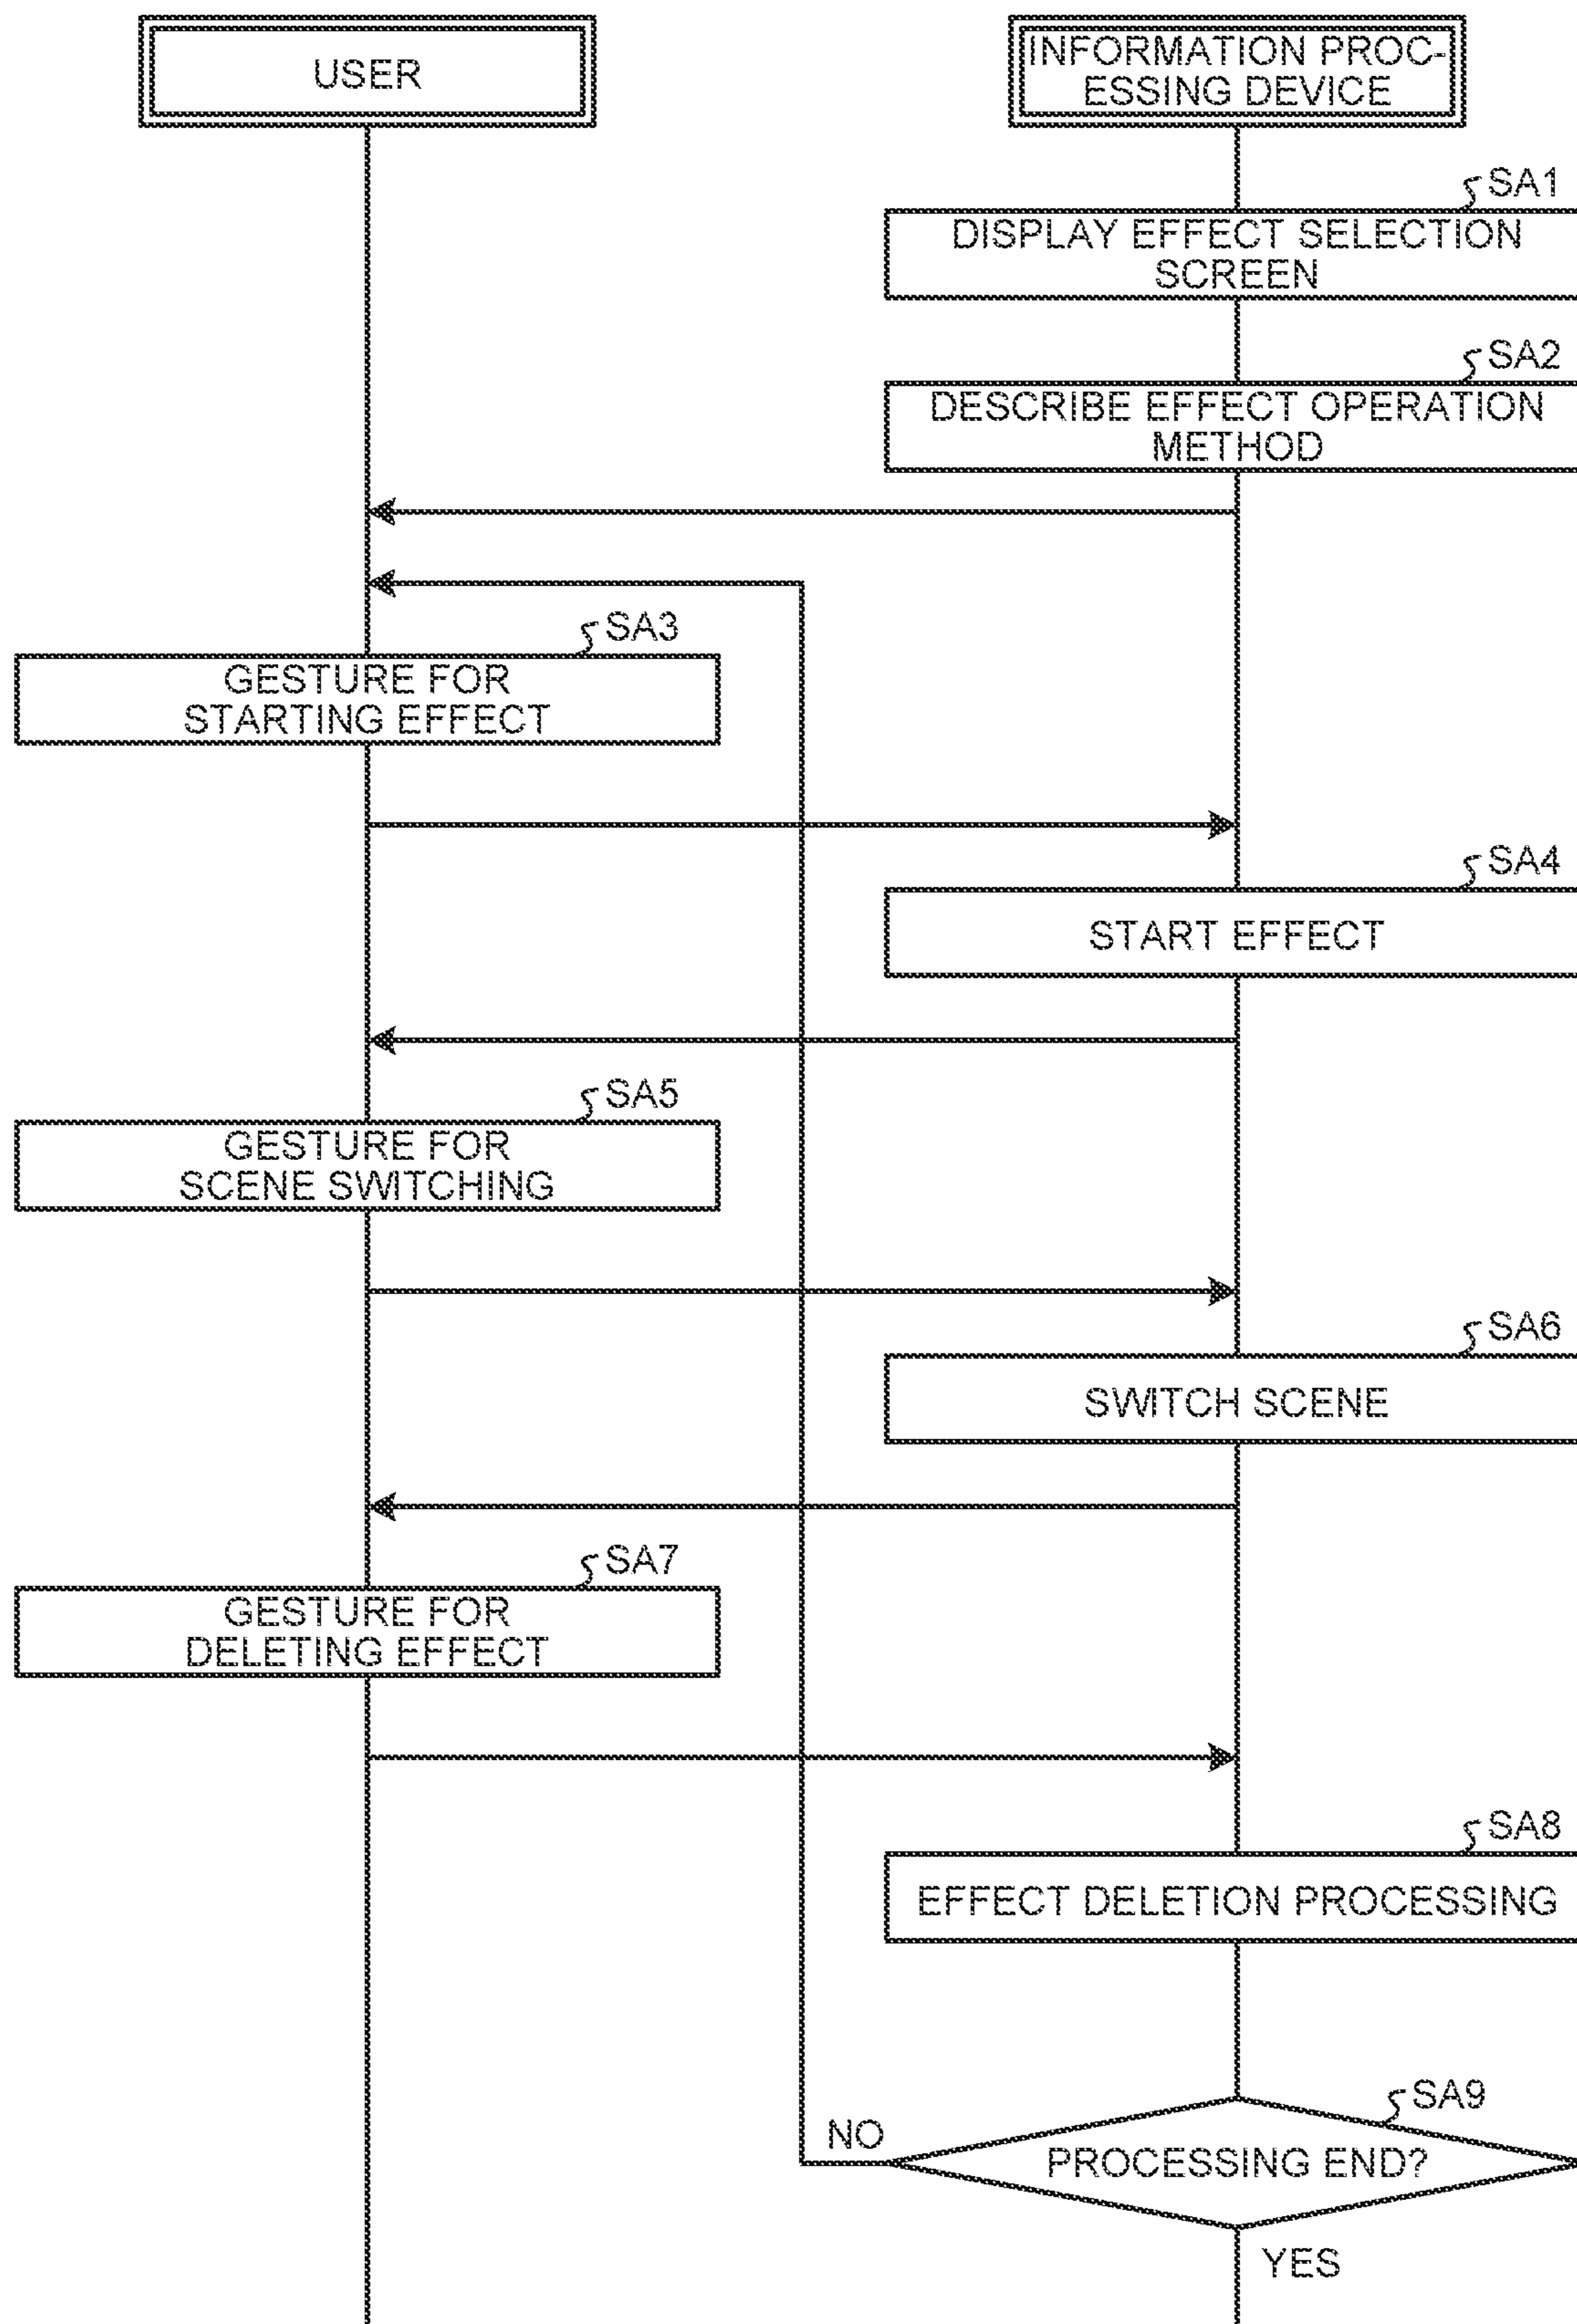 USER
INFORMATION PROC-
ESSING DEVICE
SA1
DISPLAY EFFECT SELECTION
SCREEN
SA2
DESCRIBE EFFECT OPERATION
METHOD
SA3
GESTURE FOR
STARTING EFFECT
SA4
START EFFECT
SA5
GESTURE FOR
SCENE SWITCHING
SA6
SWITCH SCENE
SA7
GESTURE FOR
DELETING EFFECT
SA8
EFFECT DELETION PROCESSING
SA9
NO
PROCESSING END?
YES